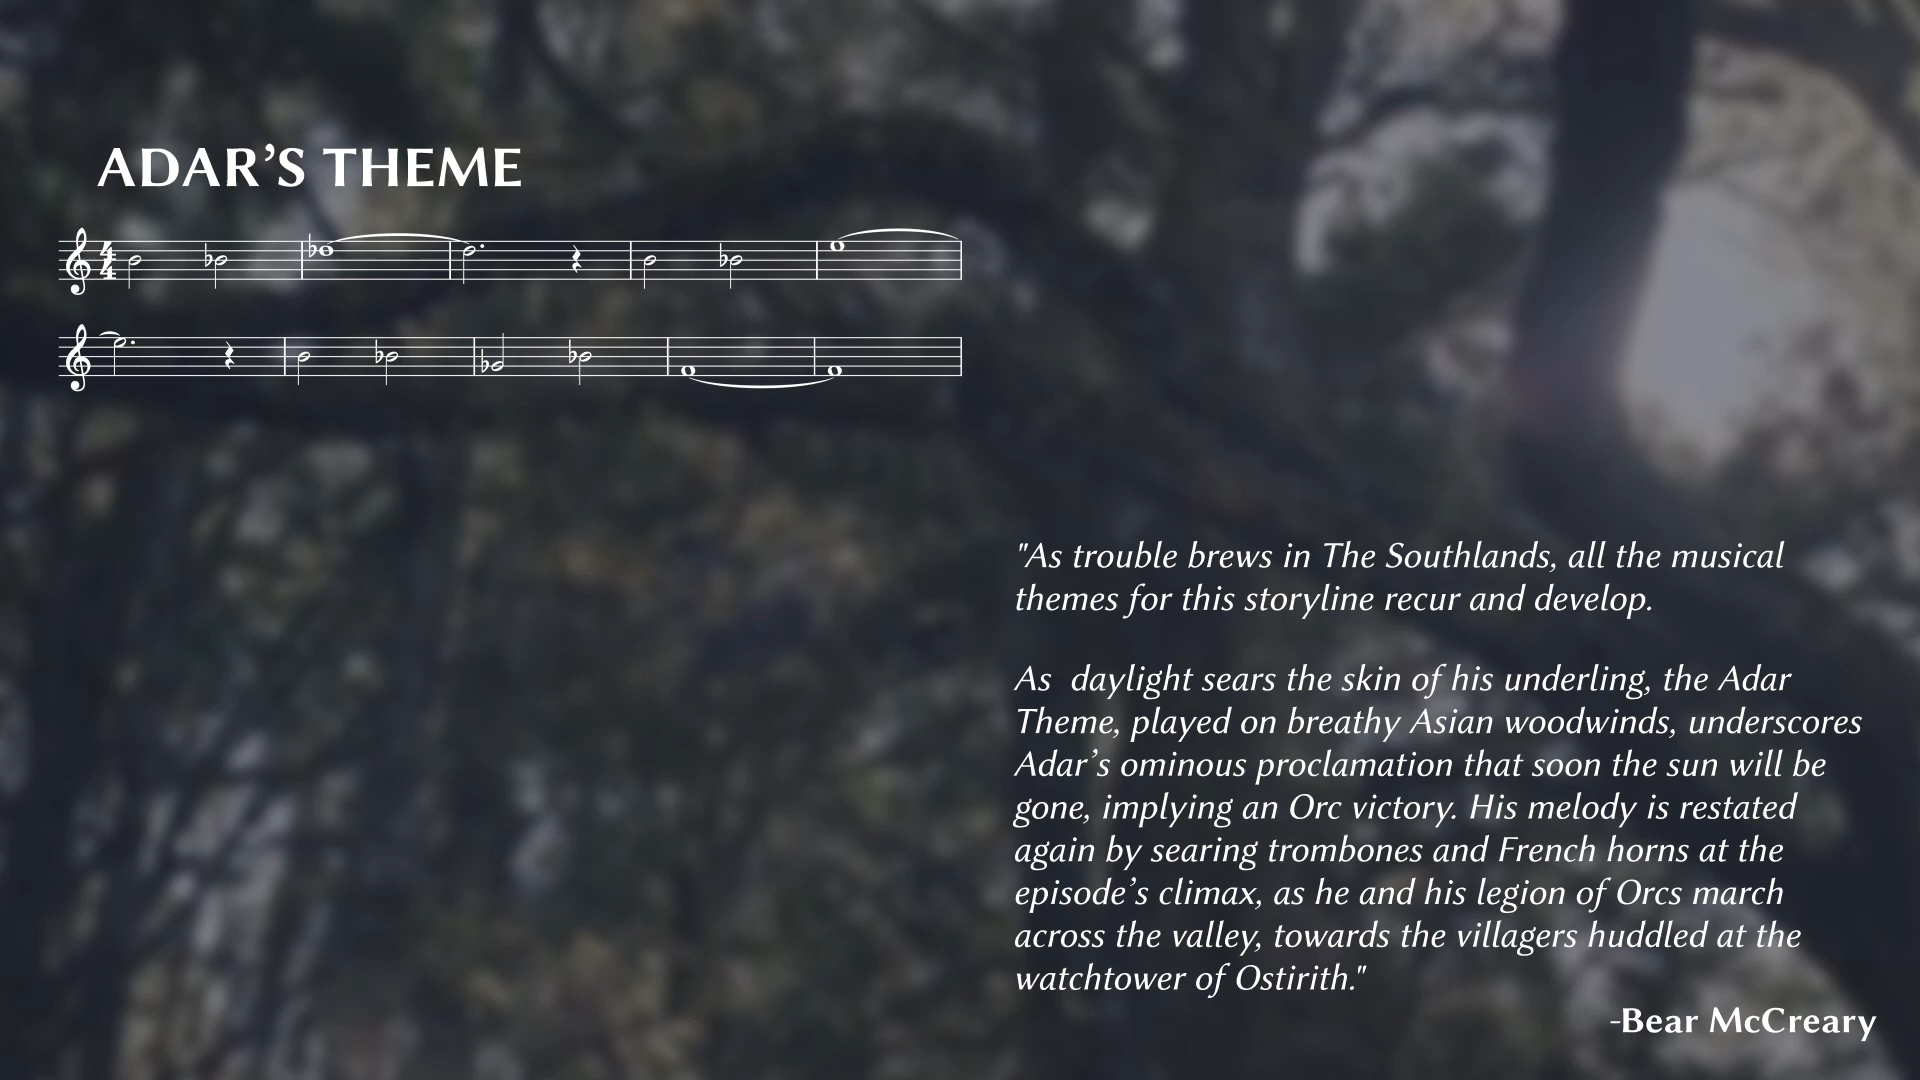 ADAR’S THEME
4
4
"As trouble brews in The Southlands, all the musical
themes for this storyline recur and develop.
As  daylight sears the skin of his underling, the Adar
Theme, played on breathy Asian woodwinds, underscores
Adar’s ominous proclamation that soon the sun will be
gone, implying an Orc victory. His melody is restated
again by searing trombones and French horns at the
episode’s climax, as he and his legion of Orcs march
across the valley, towards the villagers huddled at the
watchtower of Ostirith."
-Bear McCreary